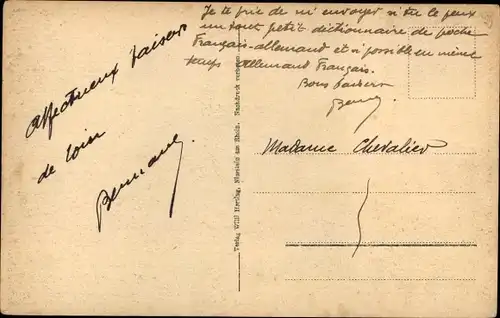 Affectueux baisers
de loin
Bernard.
Je te prie de m'envoyer si tu le peux
un tout petit dictionnaire de poche
Français-allemand et si possible en même
temps Allemand Français.
Bons baisers
Madame Chevalier
Verlag Willi Hertlag, am Rhein. Nachdruck verboten